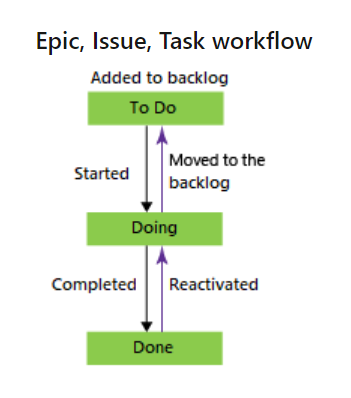 Epic, Issue, Task workflow
Added to backlog
To Do
Started
Moved to the
backlog
Doing
Completed
Reactivated
Done